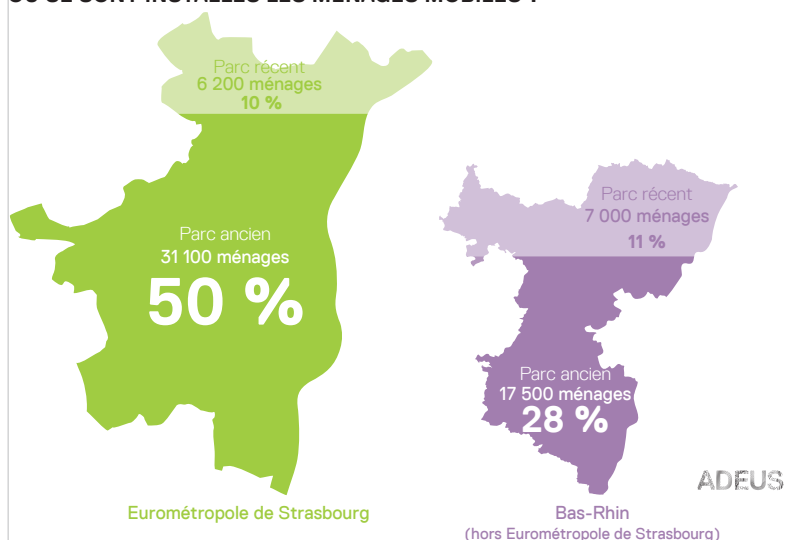 Parc récent
6 200 ménages
10 %
Parc ancien
31 100 ménages
50 %
Eurométropole de Strasbourg
Parc récent
7 000 ménages
11 %
Parc ancien
17 500 ménages
28 %
Bas-Rhin
(hors Eurométropole de Strasbourg)
ADEUS